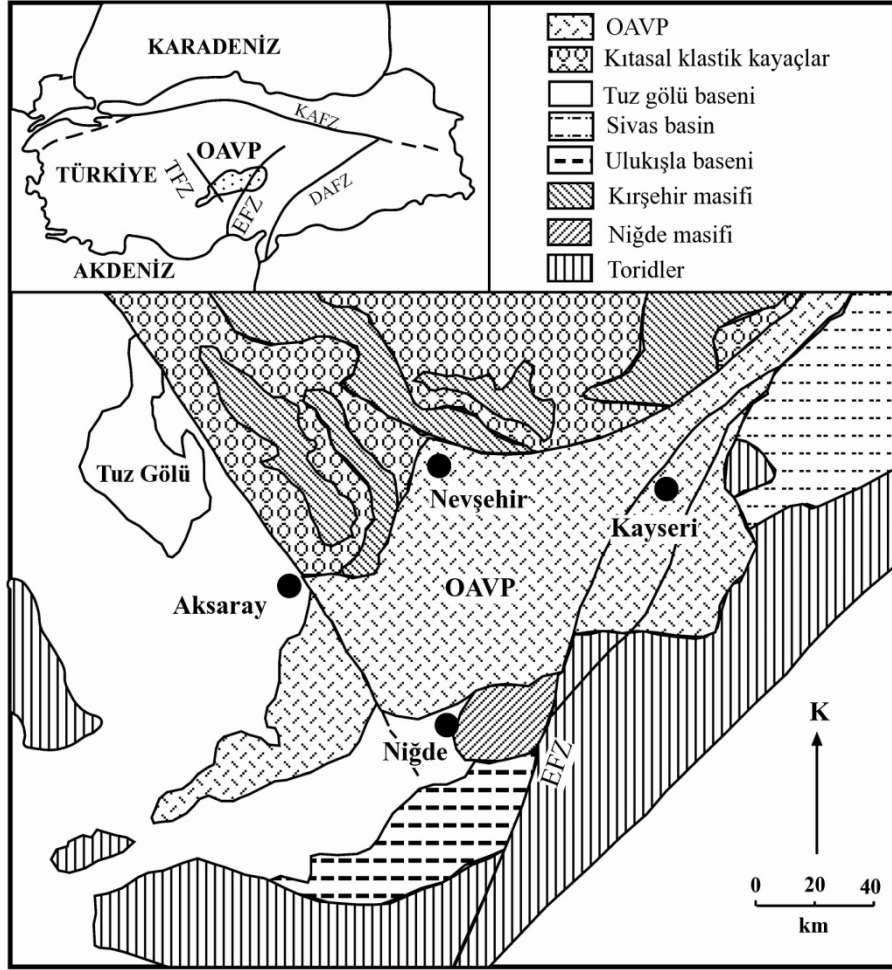 KARADENİZ
KAFZ
OAVP
TÜRKİYE
TFZ
EFZ
DAFZ
AKDENİZ
OAVP
Kıtasal klastik kayaçlar
Tuz gölü baseni
Sivas basin
Ulukışla baseni
Kırşehir masifi
Niğde masifi
Toridler
Tuz Gölü
Nevşehir
Kayseri
Aksaray
OAVP
Niğde
EFZ
K
0 20 40
km